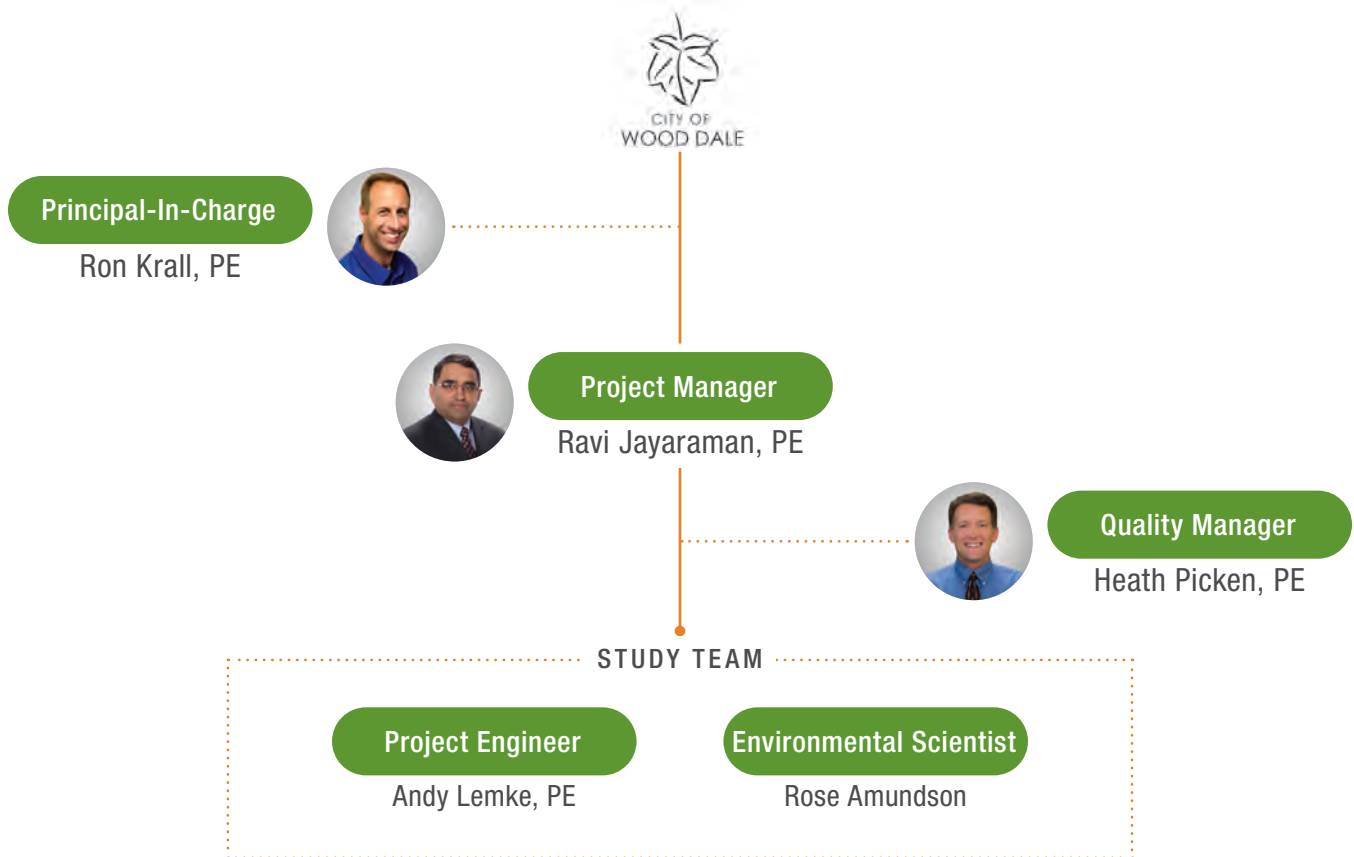 CITY OF
WOOD DALE
Principal-In-Charge
Ron Krall, PE
Project Manager
Ravi Jayaraman, PE
Quality Manager
Heath Picken, PE
STUDY TEAM
Project Engineer
Andy Lemke, PE
Environmental Scientist
Rose Amundson